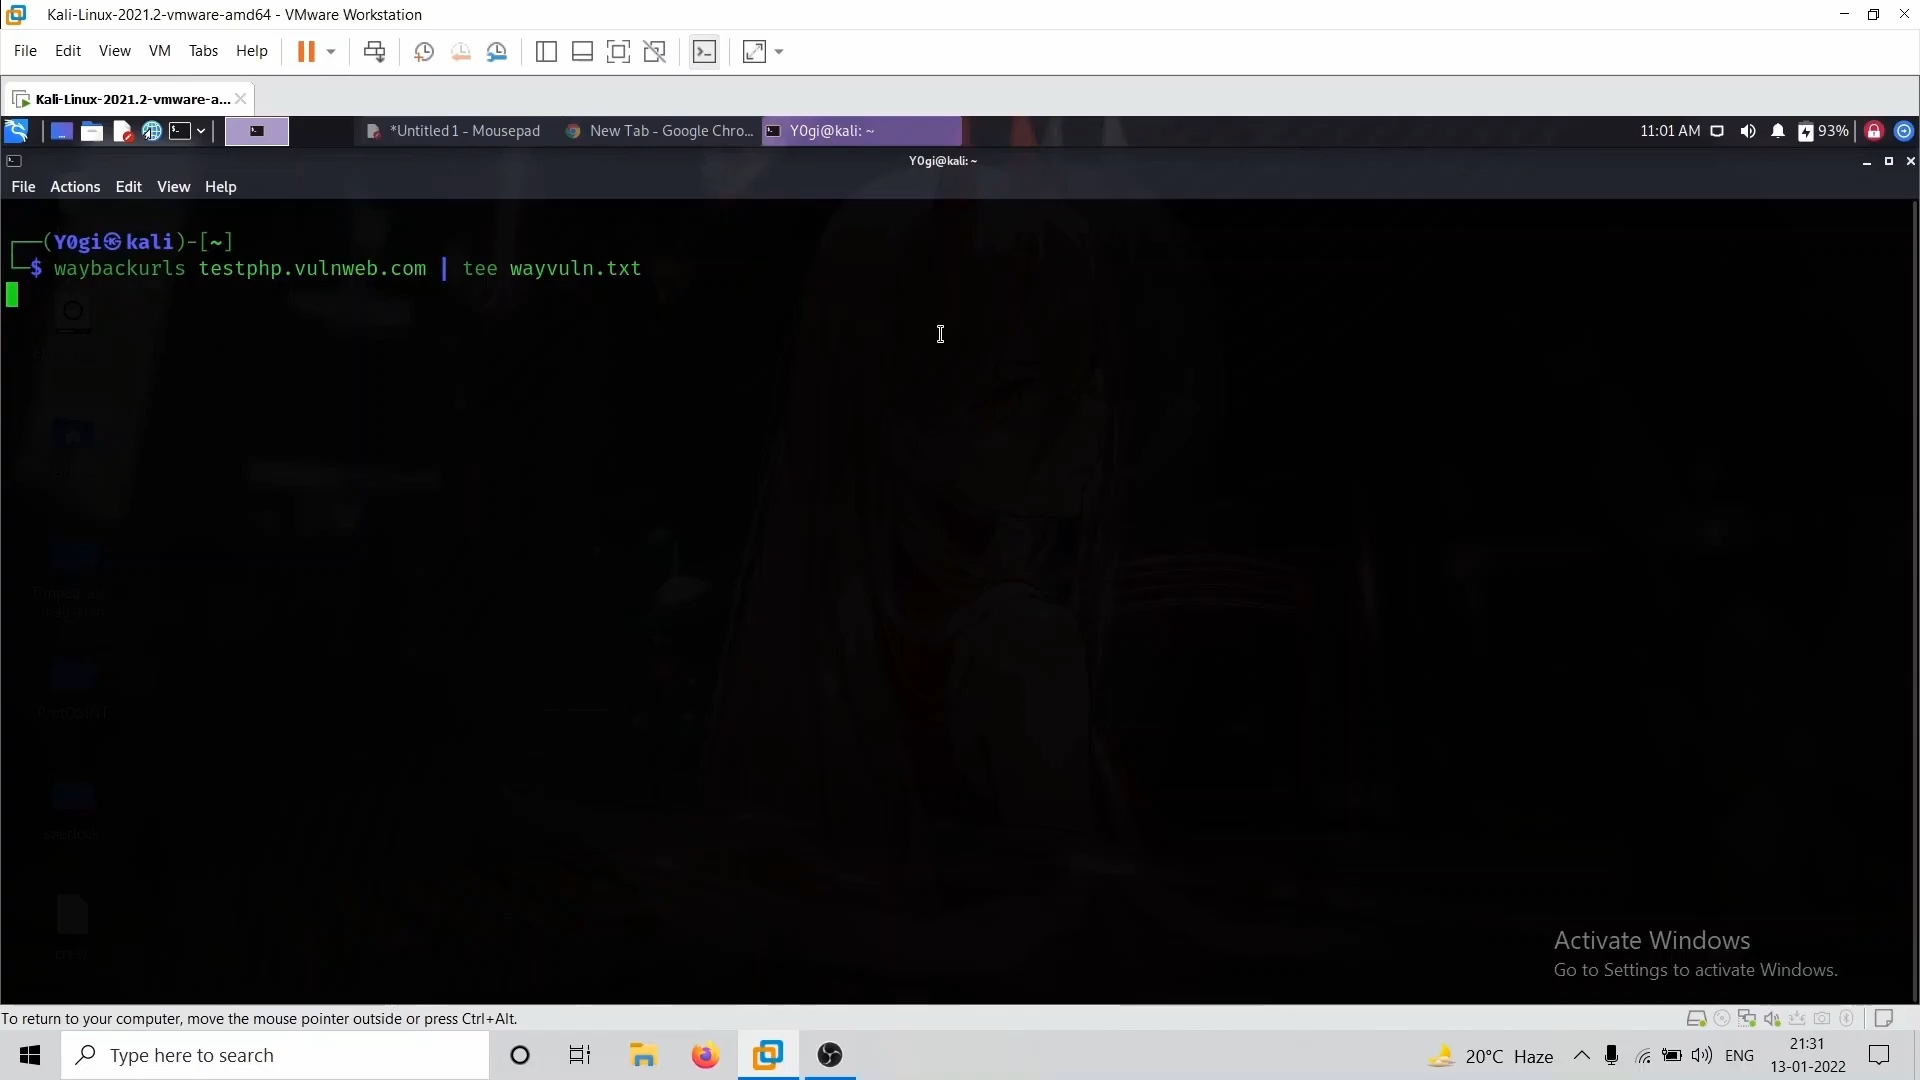 Kali-Linux-2021.2-vmware-amd64 - VMware Workstation
File Edit View VM Tabs Help
Kali-Linux-2021.2-vmware-a...
*Untitled 1 - Mousepad New Tab - Google Chro... Y0gi@kali: ~ 11:01 AM 93%
Y0gi@kali: ~
File Actions Edit View Help
(Y0gi㉿kali)-[~]
$ waybackurls testphp.vulnweb.com | tee wayvuln.txt
Activate Windows
Go to Settings to activate Windows.
To return to your computer, move the mouse pointer outside or press Ctrl+Alt.
Type here to search 20°C Haze ENG 21:31
13-01-2022